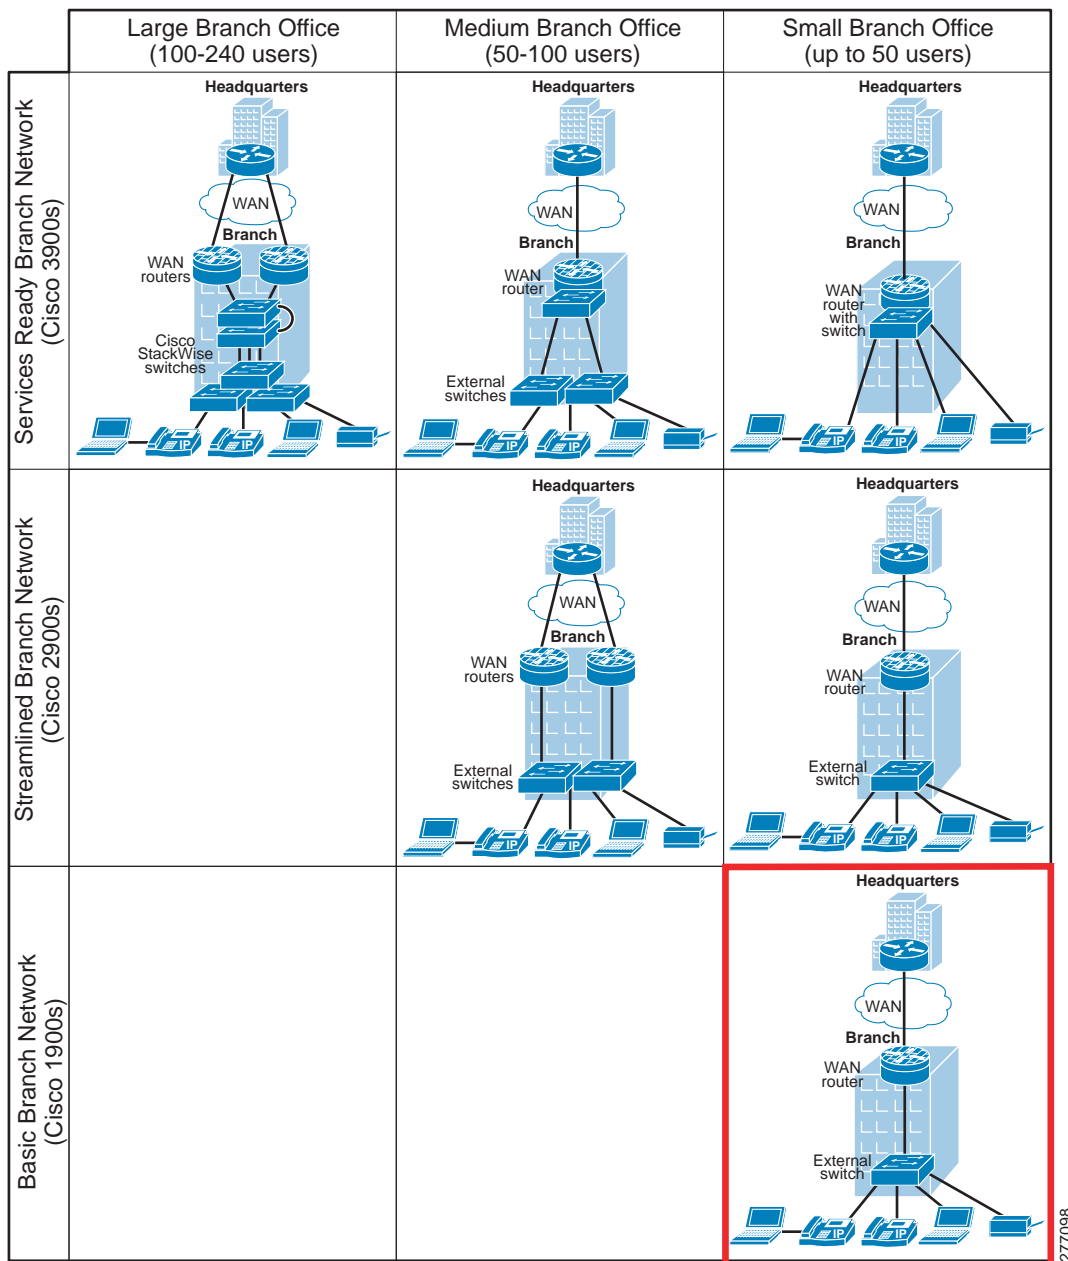 Large Branch Office
(100-240 users)
Medium Branch Office
(50-100 users)
Small Branch Office
(up to 50 users)
Services Ready Branch Network
(Cisco 3900s)
Headquarters
WAN
Branch
WAN
routers
Cisco
StackWise
switches
IP
IP
Headquarters
WAN
Branch
WAN
router
External
switches
IP
IP
Headquarters
WAN
Branch
WAN
router
with
switch
IP
IP
Streamlined Branch Network
(Cisco 2900s)
Headquarters
WAN
Branch
WAN
routers
External
switches
IP
IP
Headquarters
WAN
Branch
WAN
router
External
switch
IP
IP
Basic Branch Network
(Cisco 1900s)
Headquarters
WAN
Branch
WAN
router
External
switch
IP
IP
277098